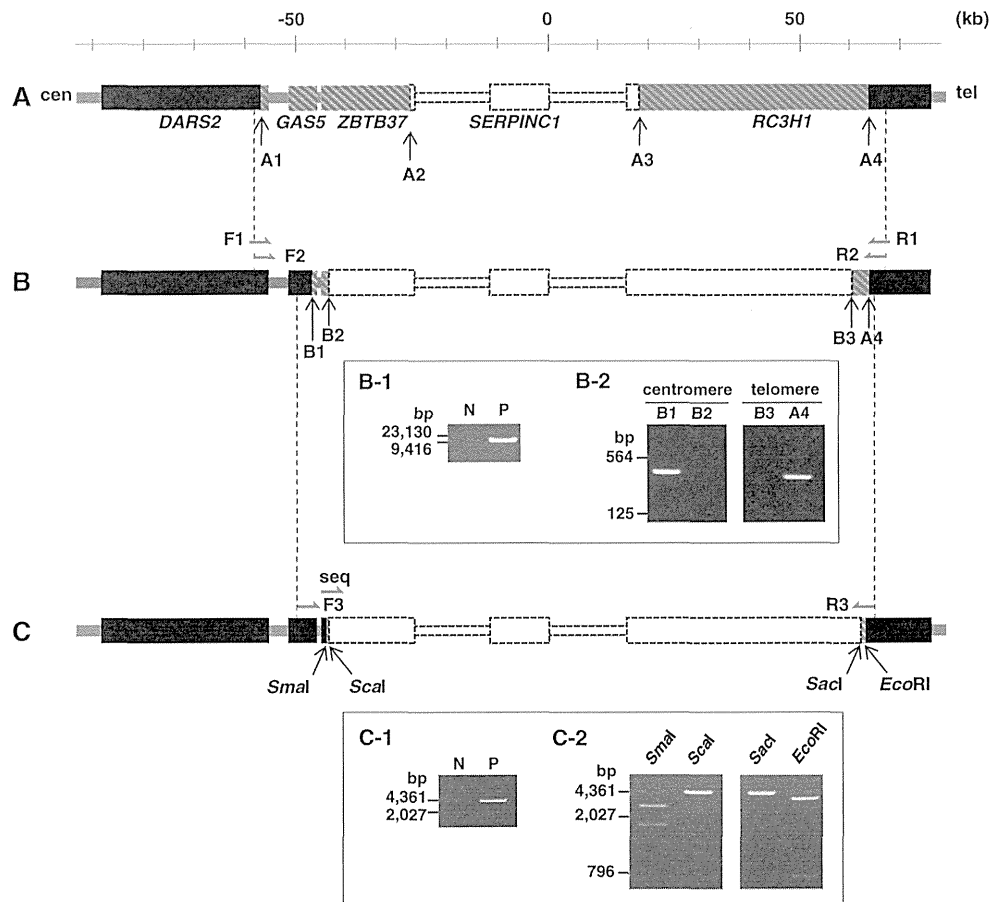 -50 0 50 (kb)
A cen tel
DARS2 GAS5 ZBTB37 SERPINC1 RC3H1
A1 A2 A3 A4
F1 R1
F2 R2
B
B1 B2 B3 A4
B-1 B-2
centromere telomere
N P B1 B2 B3 A4
bp bp
23,130
9,416
564
125
seq
F3 R3
C
SmaI ScaI SacI EcoRI
C-1 C-2
N P SmaI ScaI SacI EcoRI
bp bp
4,361 4,361
2,027 2,027
796